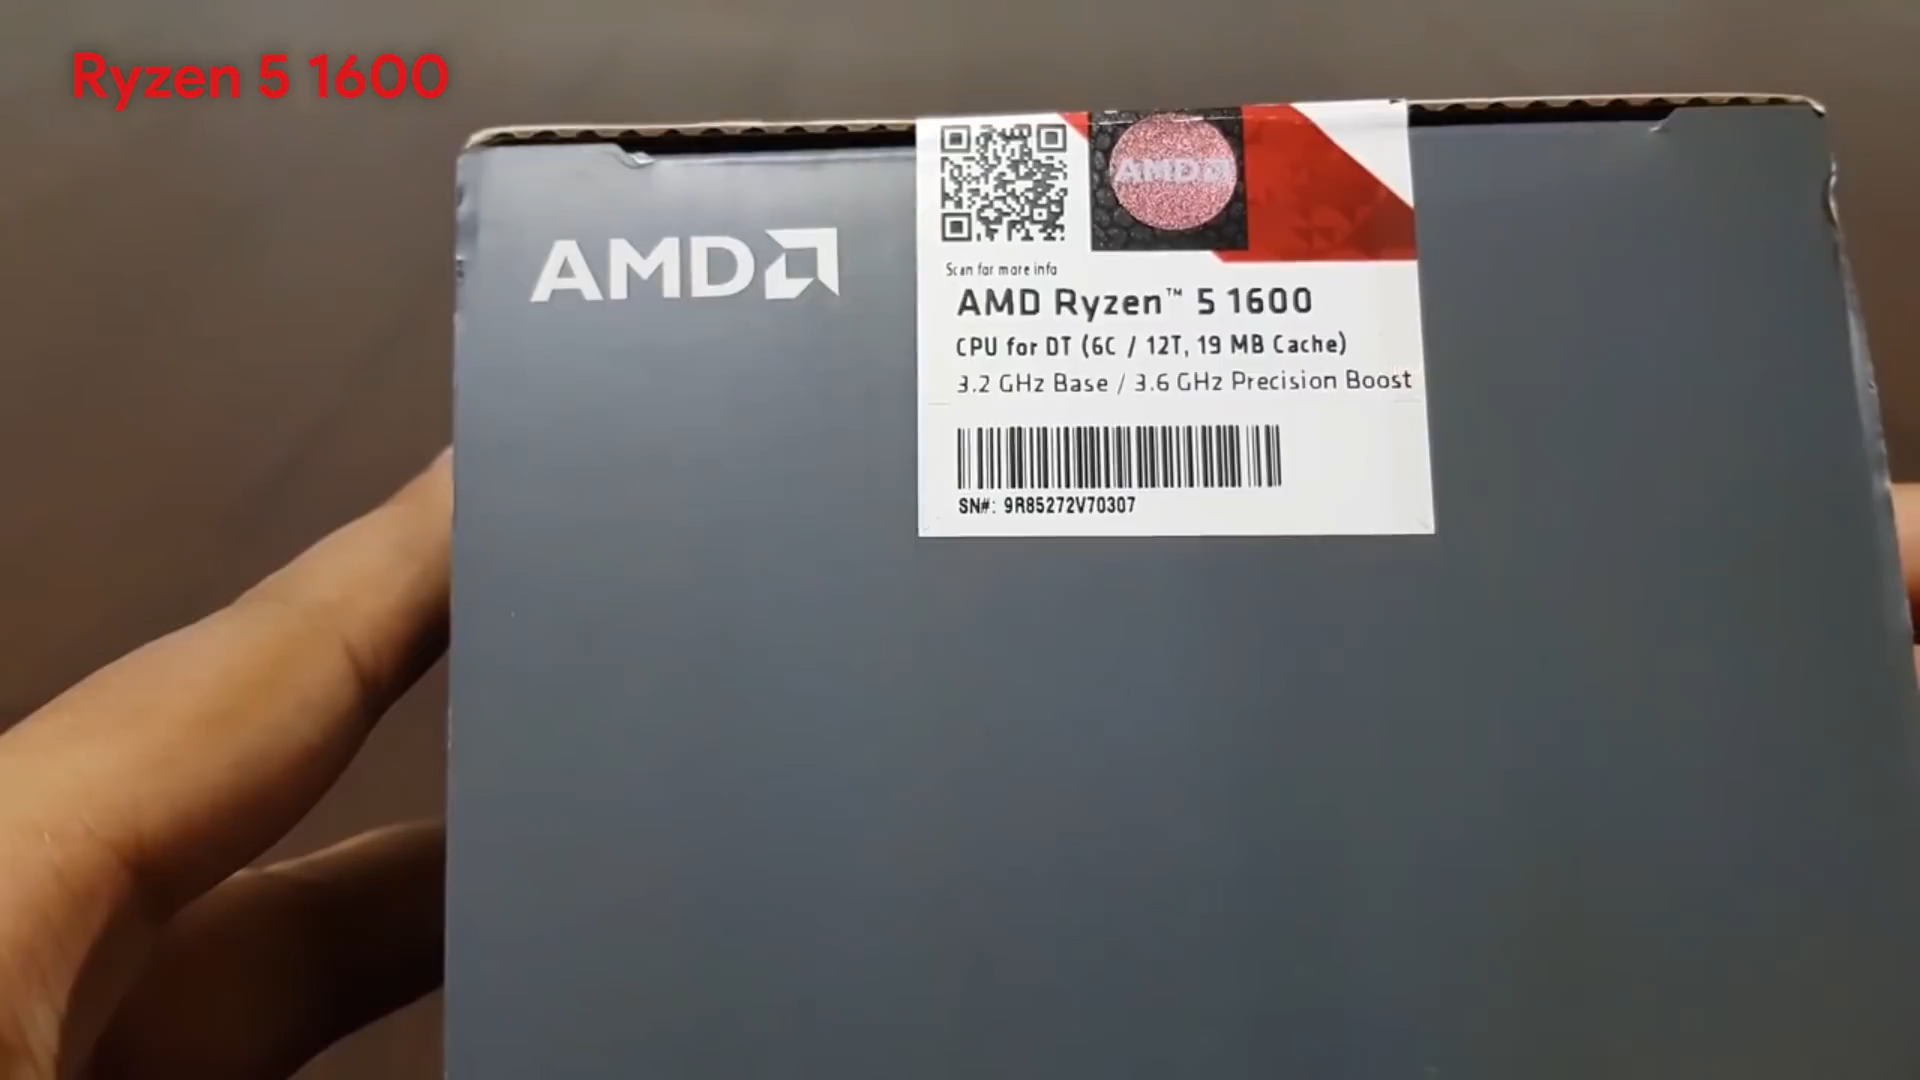 Ryzen 5 1600
AMD
AMD
Scan for more info
AMD Ryzen™ 5 1600
CPU for DT (6C / 12T, 19 MB Cache)
3.2 GHz Base / 3.6 GHz Precision Boost
SN#: 9R85272V70307